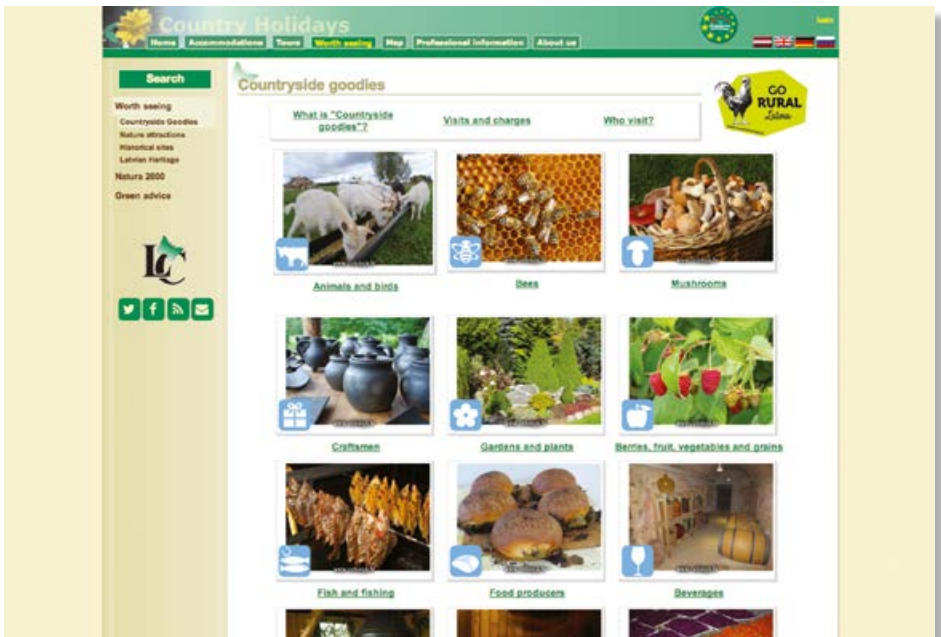 Country Holidays
Home Accommodations Tours Worth seeing Map Professional information About us
Search
Worth seeing
Countryside Goodies
Nature attractions
Historical sites
Latvian Heritage
Natura 2000
Green advice
LC
Countryside goodies
GO
RURAL
Latvia
What is "Countryside
goodies"?
Visits and charges
Who visit?
Animals and birds
Bees
Mushrooms
Craftsmen
Gardens and plants
Berries, fruit, vegetables and grains
Fish and fishing
Food producers
Beverages